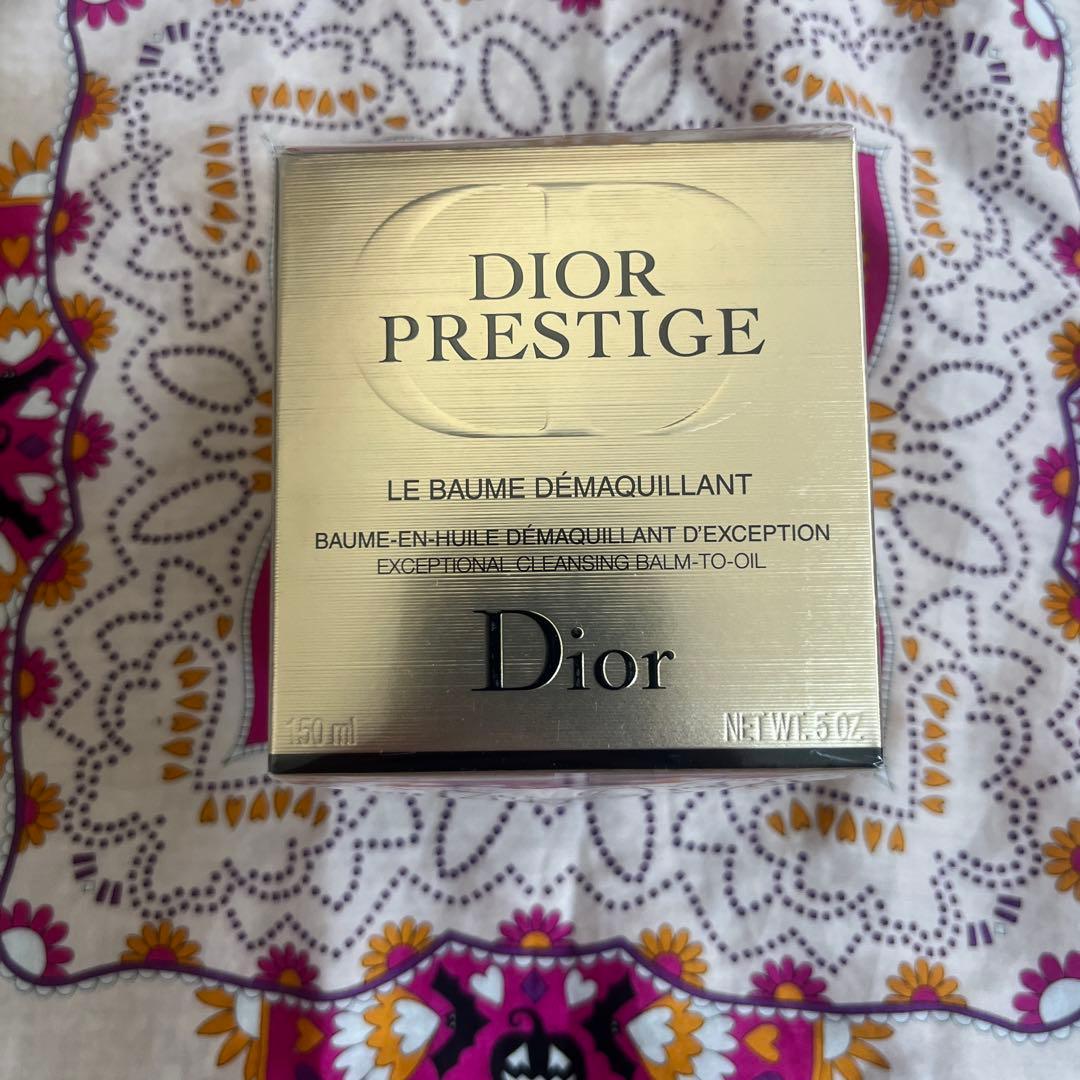 DIOR
PRESTIGE
LE BAUME DÉMAQUILLANT
BAUME-EN-HUILE DÉMAQUILLANT D'EXCEPTION
EXCEPTIONAL CLEANSING BALM-TO-OIL
Dior
150 ml NET WT. 5 OZ.